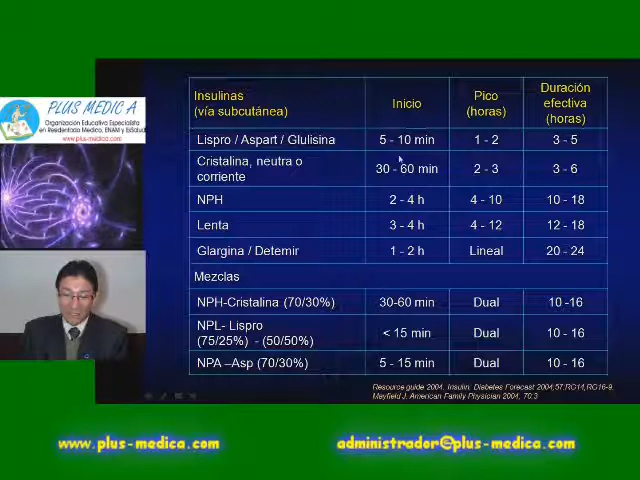 PLUS MEDIC A
Organización Educativa Especialista
en Residentado Medico, ENAM y EsSalud
www.plus-medica.com
Insulinas
(vía subcutánea)
Inicio
Pico
(horas)
Duración
efectiva
(horas)
Lispro / Aspart / Glulisina 5 - 10 min 1 - 2 3 - 5
Cristalina, neutra o
corriente
30 - 60 min 2 - 3 3 - 6
NPH 2 - 4 h 4 - 10 10 - 18
Lenta 3 - 4 h 4 - 12 12 - 18
Glargina / Detemir 1 - 2 h Lineal 20 - 24
Mezclas
NPH-Cristalina (70/30%) 30-60 min Dual 10 -16
NPL- Lispro
(75/25%) - (50/50%)
< 15 min Dual 10 - 16
NPA –Asp (70/30%) 5 - 15 min Dual 10 - 16
Resource guide 2004. Insulin. Diabetes Forecast 2004;57:RG14,RG16-9.
Mayfield J. American Family Physician 2004; 70:3
www.plus-medica.com administrador@plus-medica.com